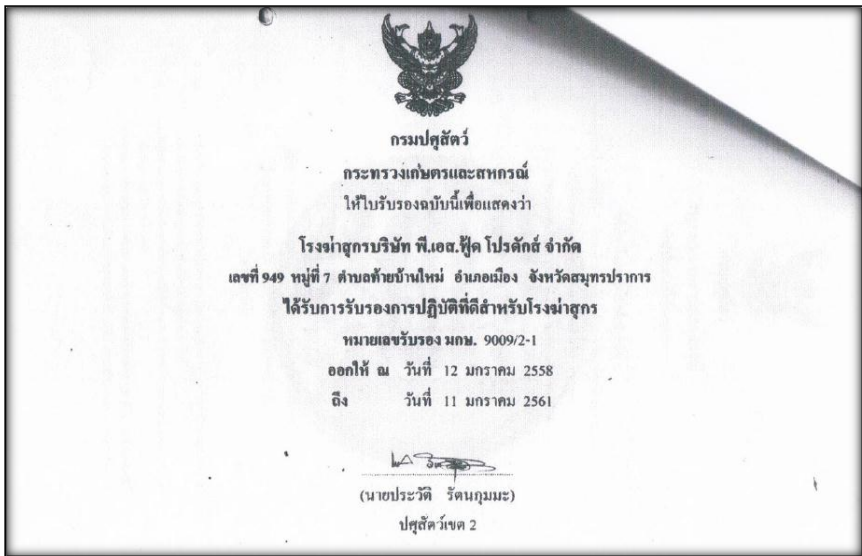 กรมปศุสัตว์
กระทรวงเกษตรและสหกรณ์
ให้ใบรับรองฉบับนี้เพื่อแสดงว่า
โรงฆ่าสุกรบริษัท พี.เอส.ฟู้ด โปรดักส์ จำกัด
เลขที่ 949 หมู่ที่ 7 ตำบลท้ายบ้านใหม่ อำเภอเมือง จังหวัดสมุทรปราการ
ได้รับการรับรองการปฏิบัติที่ดีสำหรับโรงฆ่าสุกร
หมายเลขรับรอง มกษ. 9009/2-1
ออกให้ ณ วันที่ 12 มกราคม 2558
ถึง วันที่ 11 มกราคม 2561
(นายประวัติ รัตนภุมมะ)
ปศุสัตว์เขต 2